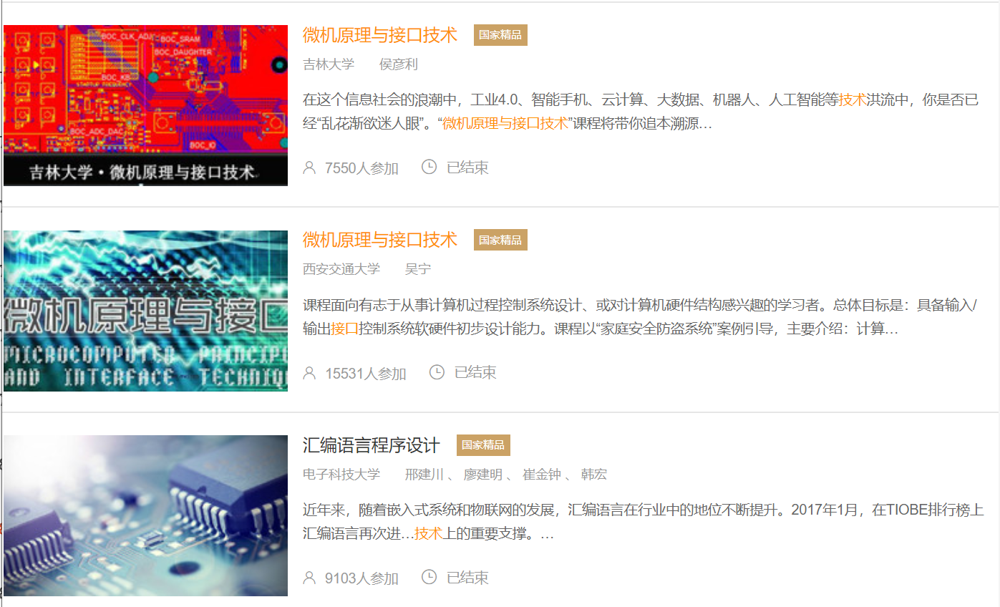 BOC_CLK_ADJ
BOC_SRAM
BOC_DAUGHTER
BOC_KB
STARTUP_FREQUENCY
BOC_ADC_DAC
BOC_IO
吉林大学·微机原理与接口技术
微机原理与接口技术 国家精品
吉林大学 侯彦利
在这个信息社会的浪潮中，工业4.0、智能手机、云计算、大数据、机器人、人工智能等技术洪流中，你是否已
经“乱花渐欲迷人眼”。“微机原理与接口技术”课程将带你追本溯源…
7550人参加 已结束
微机原理与接口
MICROCOMPUTER PRINCIPE
AND INTERFACE TECHNIQU
微机原理与接口技术 国家精品
西安交通大学 吴宁
课程面向有志于从事计算机过程控制系统设计、或对计算机硬件结构感兴趣的学习者。总体目标是：具备输入/
输出接口控制系统软硬件初步设计能力。课程以“家庭安全防盗系统”案例引导，主要介绍：计算…
15531人参加 已结束
汇编语言程序设计 国家精品
电子科技大学 邢建川 、 廖建明 、 崔金钟 、 韩宏
近年来，随着嵌入式系统和物联网的发展，汇编语言在行业中的地位不断提升。2017年1月，在TIOBE排行榜上
汇编语言再次进…技术上的重要支撑。…
9103人参加 已结束